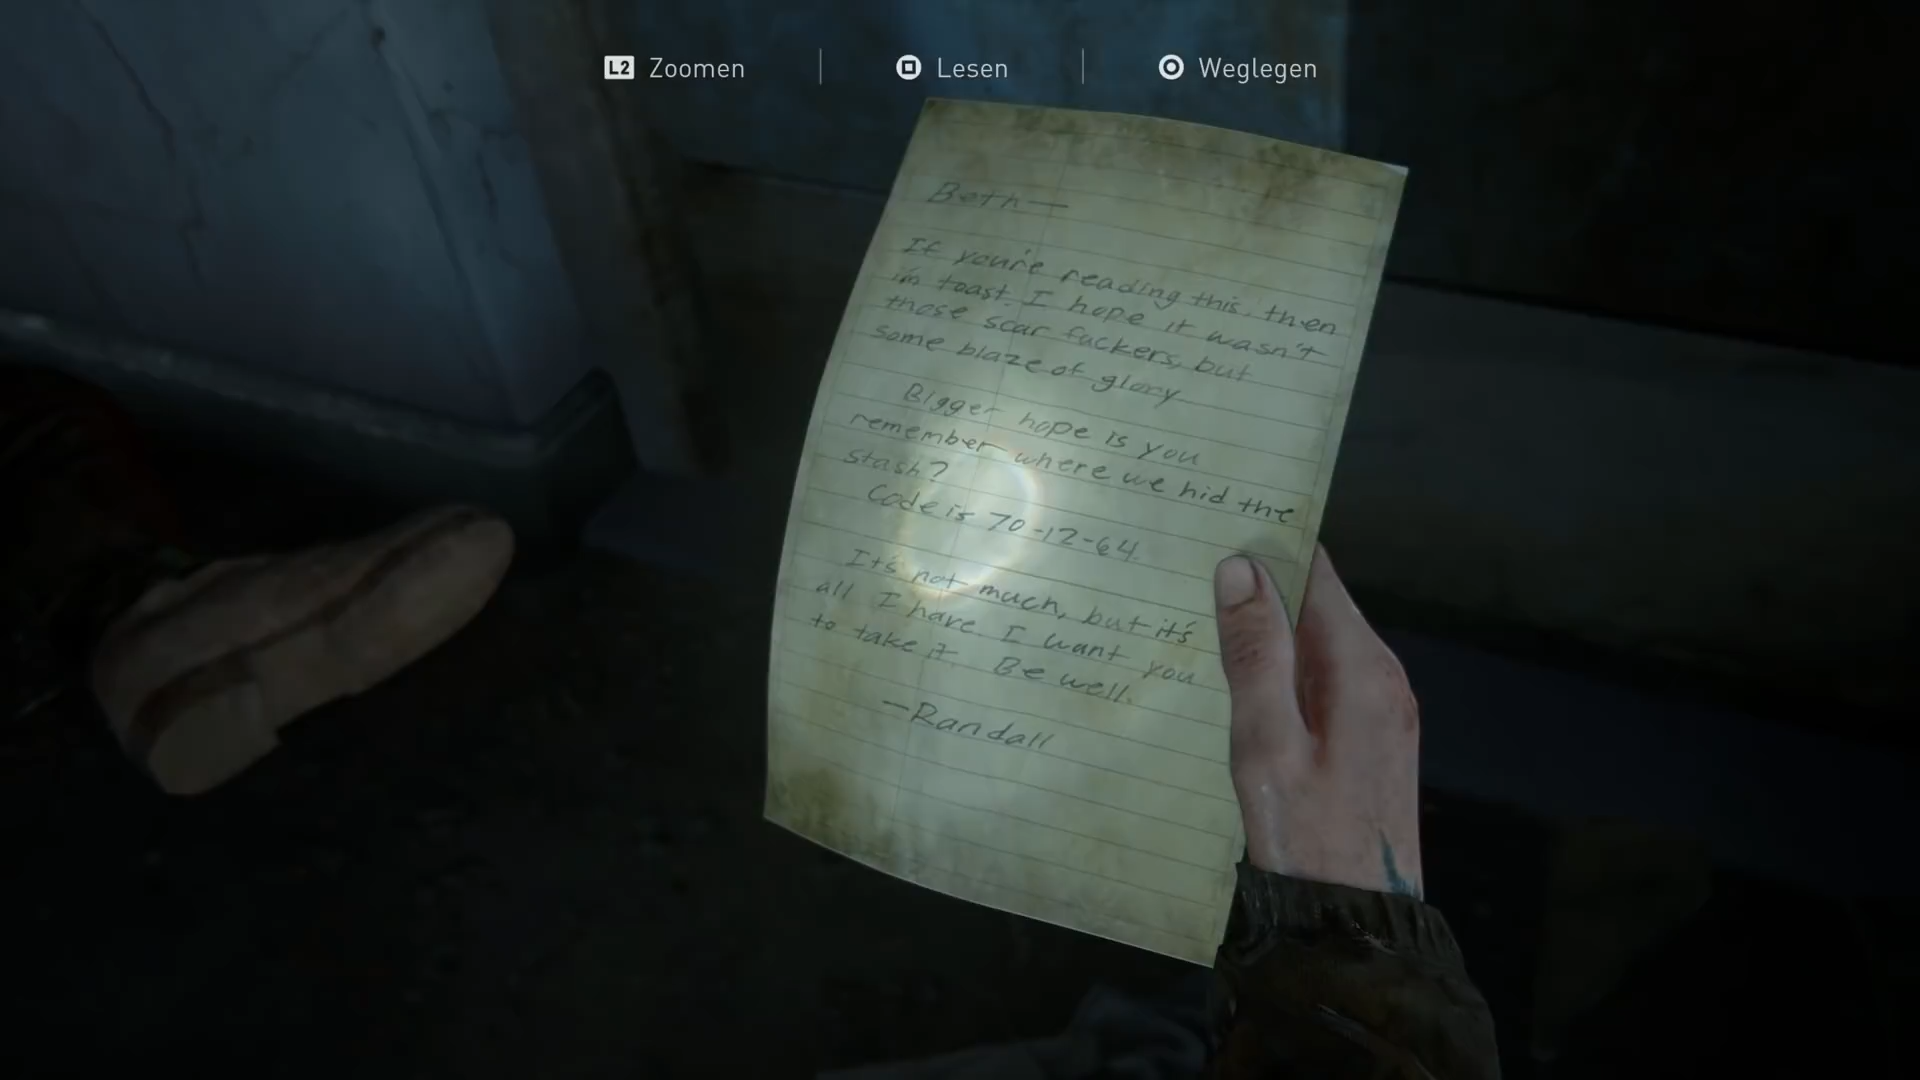 L2 Zoomen Lesen Weglegen
Beth—
If you're reading this, then
i'm toast. I hope it wasn't
those scar fuckers, but
some blaze of glory
Bigger hope is you
remember where we hid the
stash?
Code is 70-12-64.
It's not much, but it's
all I have. I want you
to take it. Be well.
—Randall